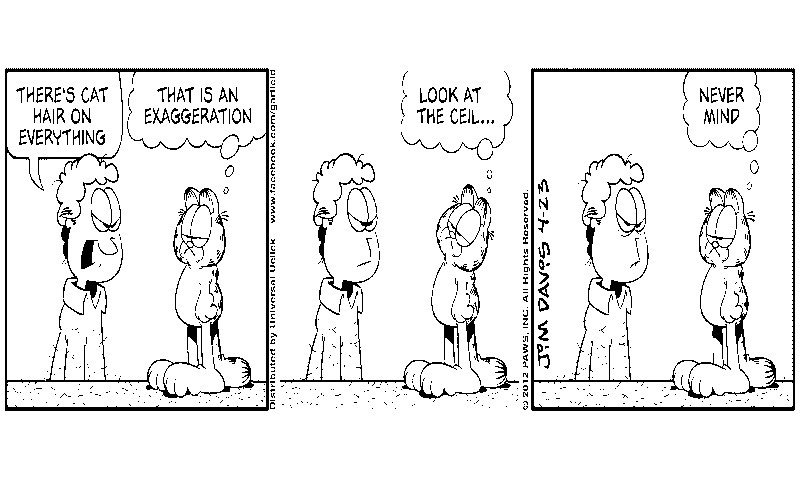 THERE'S CAT
HAIR ON
EVERYTHING
THAT IS AN
EXAGGERATION
www.facebook.com/garfield
Distributed by Universal Uclick
LOOK AT
THE CEIL...
© 2012 PAWS, INC. All Rights Reserved.
JIM DAVIS 4-23
NEVER
MIND